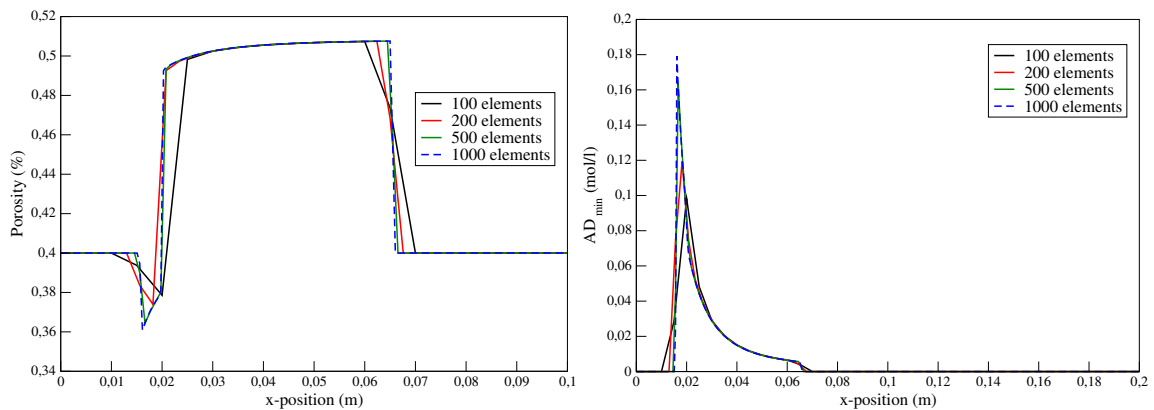 0,52
0,5
0,48
0,46
0,44
0,42
0,4
0,38
0,36
0,34
Porosity (%)
100 elements
200 elements
500 elements
1000 elements
0 0,01 0,02 0,03 0,04 0,05 0,06 0,07 0,08 0,09 0,1
x-position (m)
0,2
0,18
0,16
0,14
0,12
0,1
0,08
0,06
0,04
0,02
0
AD min (mol/l)
100 elements
200 elements
500 elements
1000 elements
0 0,02 0,04 0,06 0,08 0,1 0,12 0,14 0,16 0,18 0,2
x-position (m)